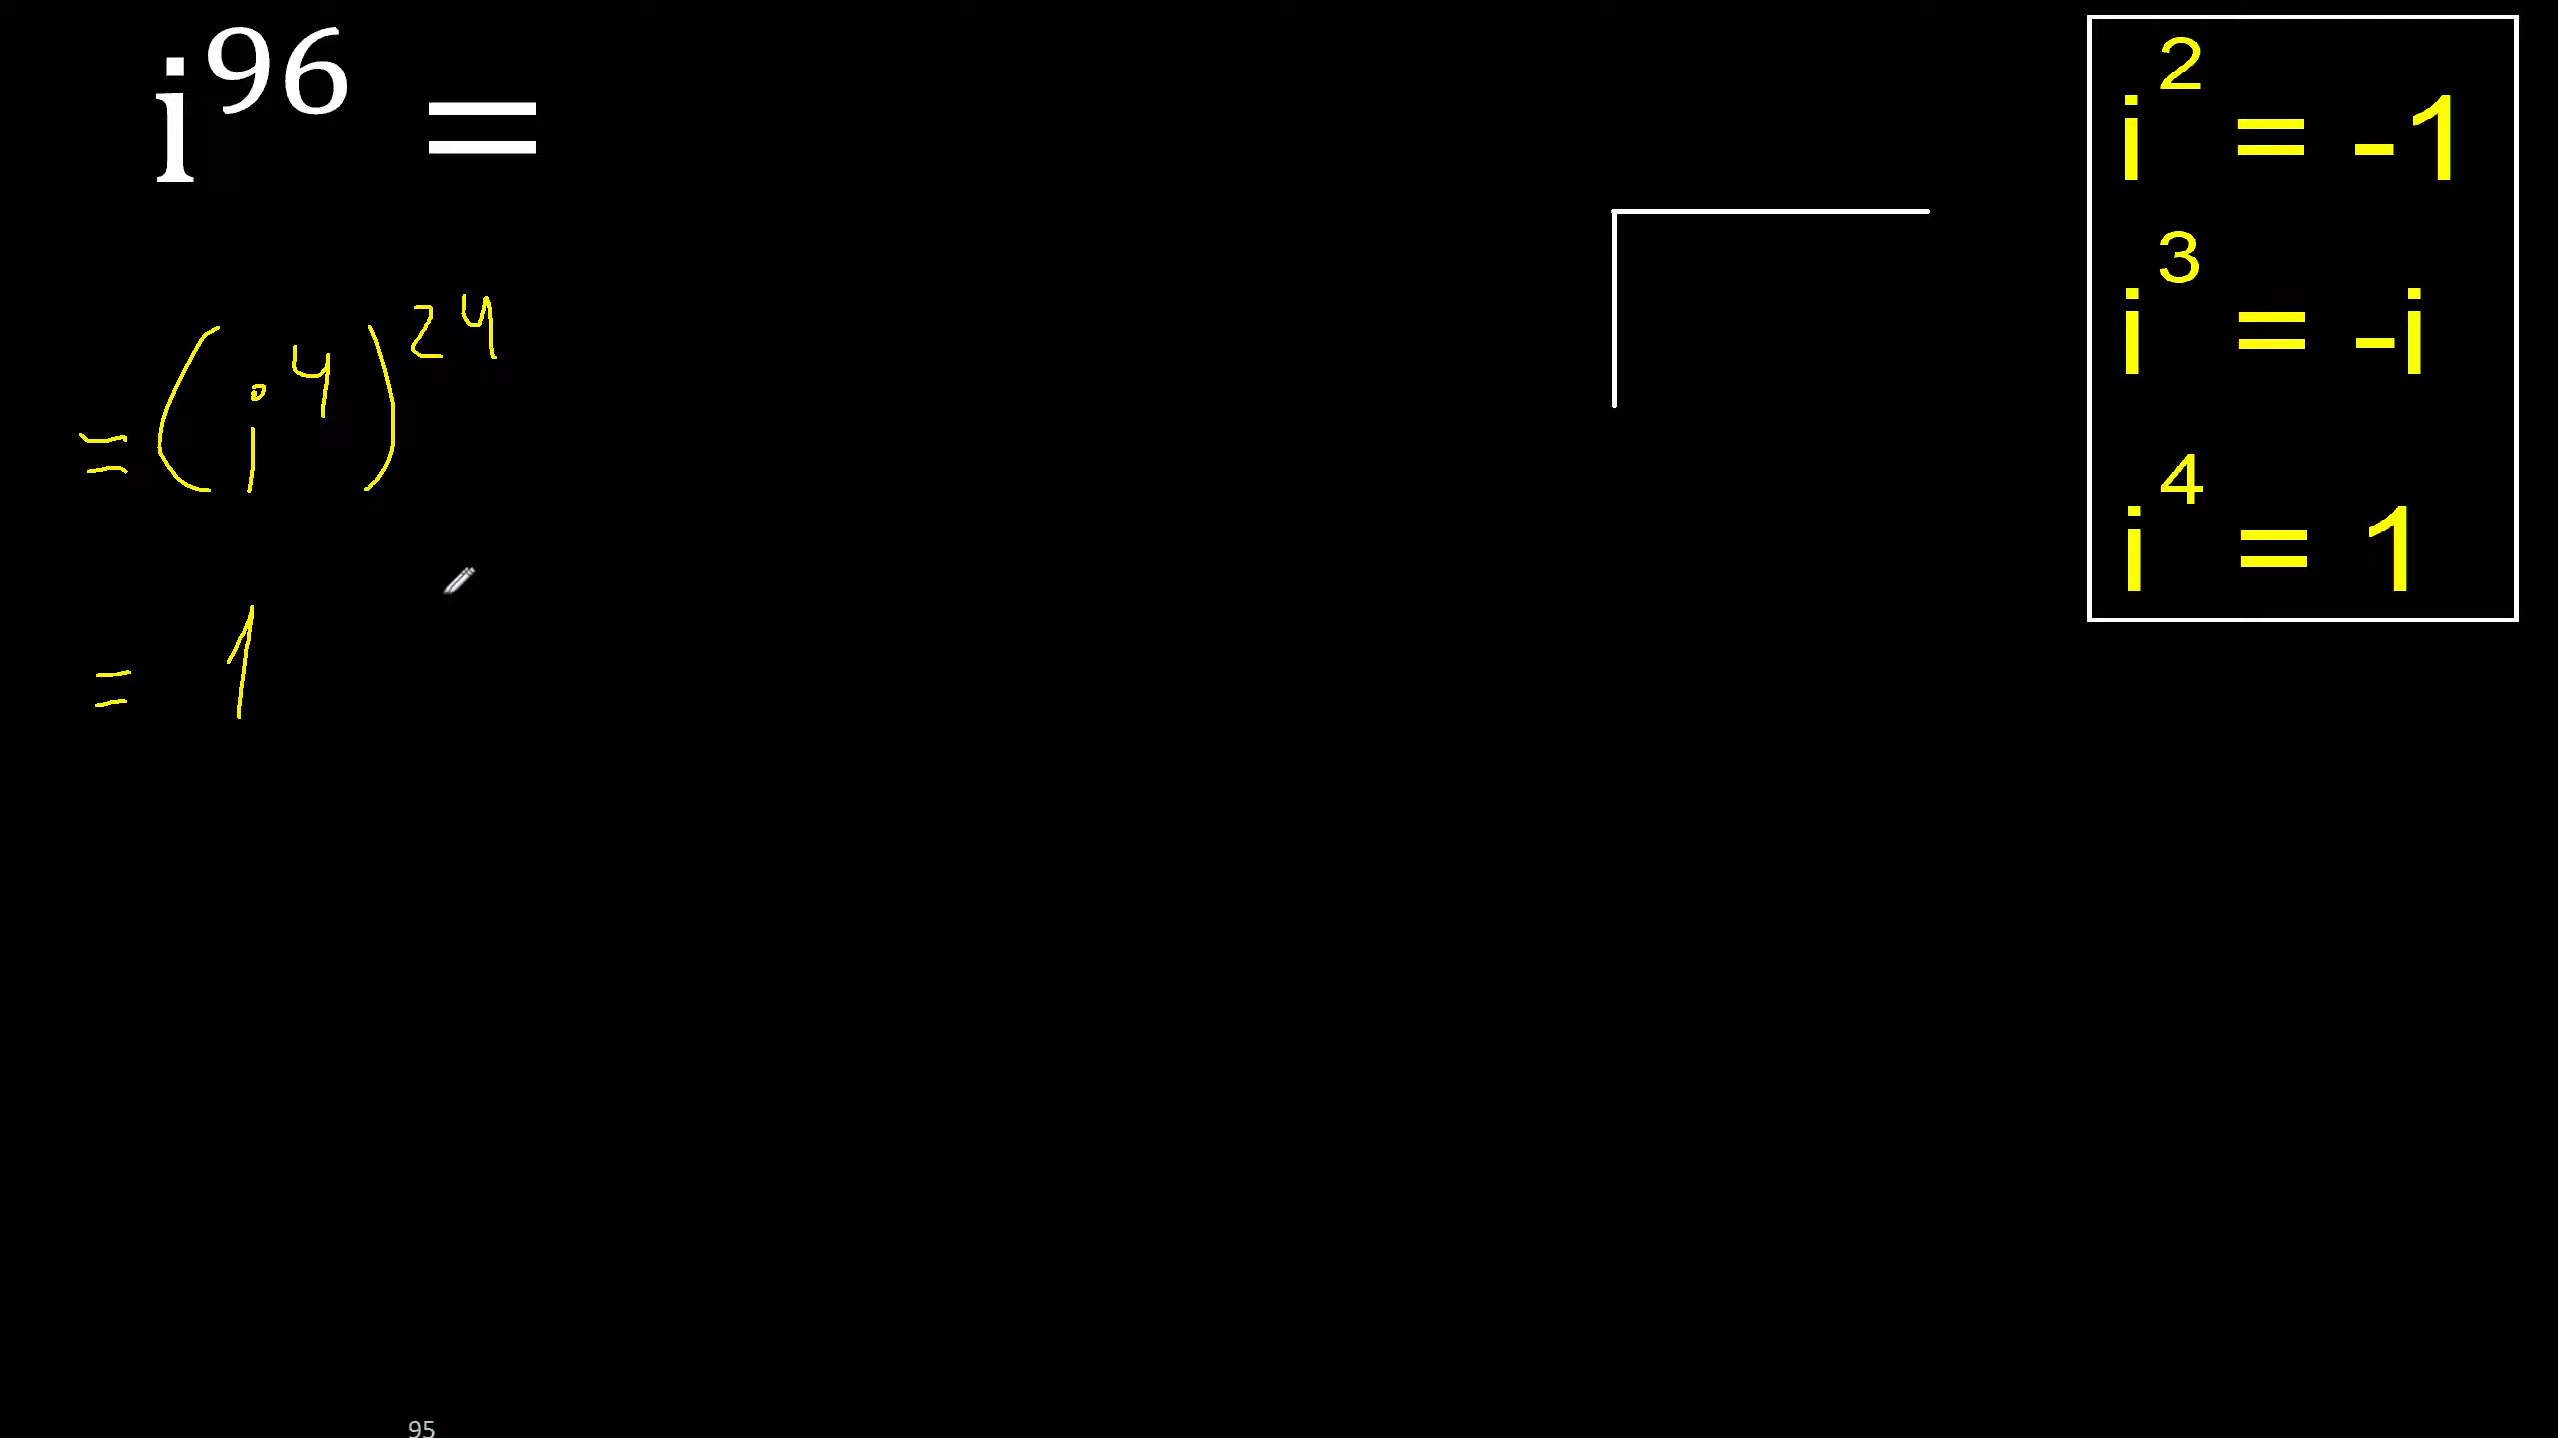 i⁹⁶ =
= (i⁴)²⁴
= 1
i² = -1
i³ = -i
i⁴ = 1
95